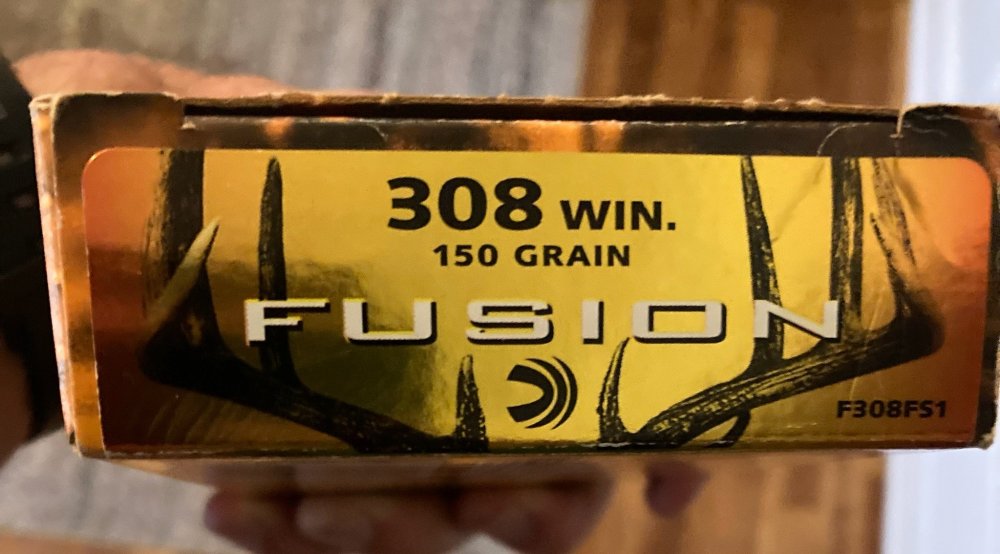 308 WIN.
150 GRAIN
FUSION
F308FS1